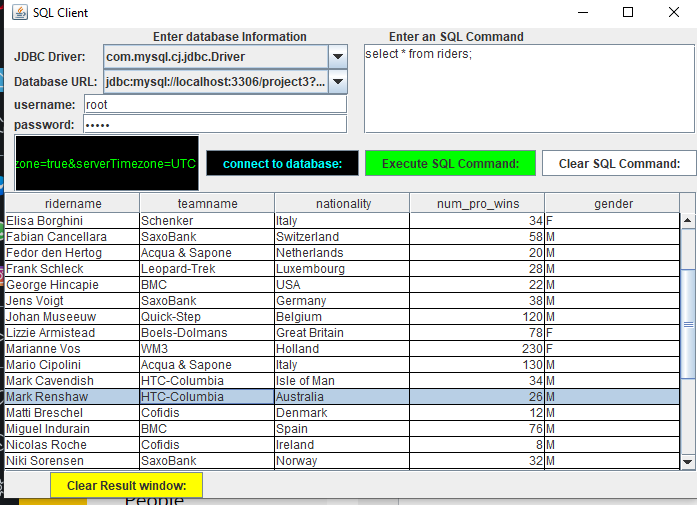 SQL Client
Enter database Information
Enter an SQL Command
JDBC Driver: com.mysql.cj.jdbc.Driver
select * from riders;
Database URL: jdbc:mysql://localhost:3306/project3?...
username: root
password: •••••
zone=true&serverTimezone=UTC
connect to database:
Execute SQL Command:
Clear SQL Command:
ridername teamname nationality num_pro_wins gender
Elisa Borghini Schenker Italy 34 F
Fabian Cancellara SaxoBank Switzerland 58 M
Fedor den Hertog Acqua & Sapone Netherlands 20 M
Frank Schleck Leopard-Trek Luxembourg 28 M
George Hincapie BMC USA 22 M
Jens Voigt SaxoBank Germany 38 M
Johan Museeuw Quick-Step Belgium 120 M
Lizzie Armistead Boels-Dolmans Great Britain 78 F
Marianne Vos WM3 Holland 230 F
Mario Cipolini Acqua & Sapone Italy 130 M
Mark Cavendish HTC-Columbia Isle of Man 34 M
Mark Renshaw HTC-Columbia Australia 26 M
Matti Breschel Cofidis Denmark 12 M
Miguel Indurain BMC Spain 76 M
Nicolas Roche Cofidis Ireland 8 M
Niki Sorensen SaxoBank Norway 32 M
Clear Result window:
People